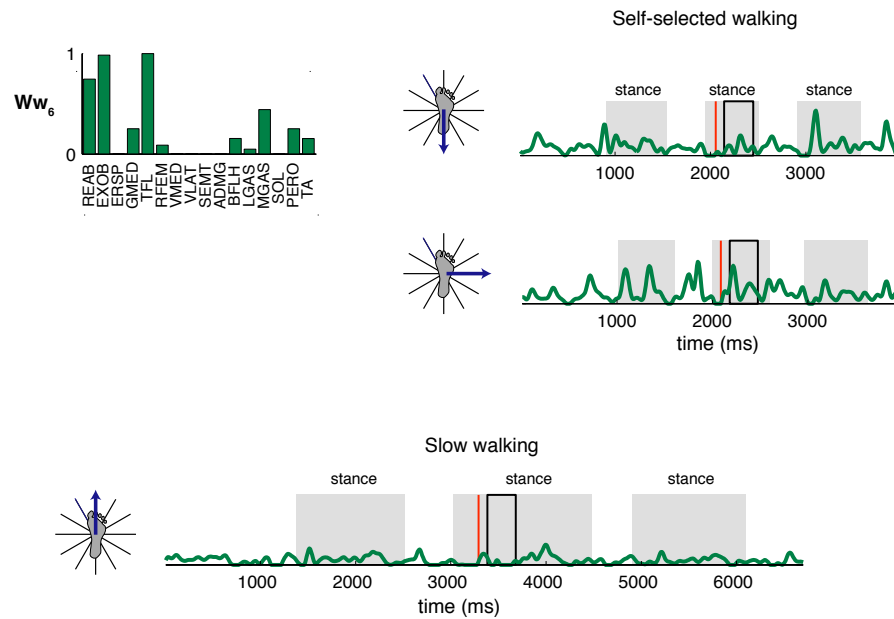 Self-selected walking
1
Ww6
0
REAB
EXOB
ERSP
GMED
TFL
RFEM
VMED
VLAT
SEMT
ADMG
BFLH
LGAS
MGAS
SOL
PERO
TA
stance stance stance
1000 2000 3000
1000 2000 3000
time (ms)
Slow walking
stance stance stance
1000 2000 3000 4000 5000 6000
time (ms)